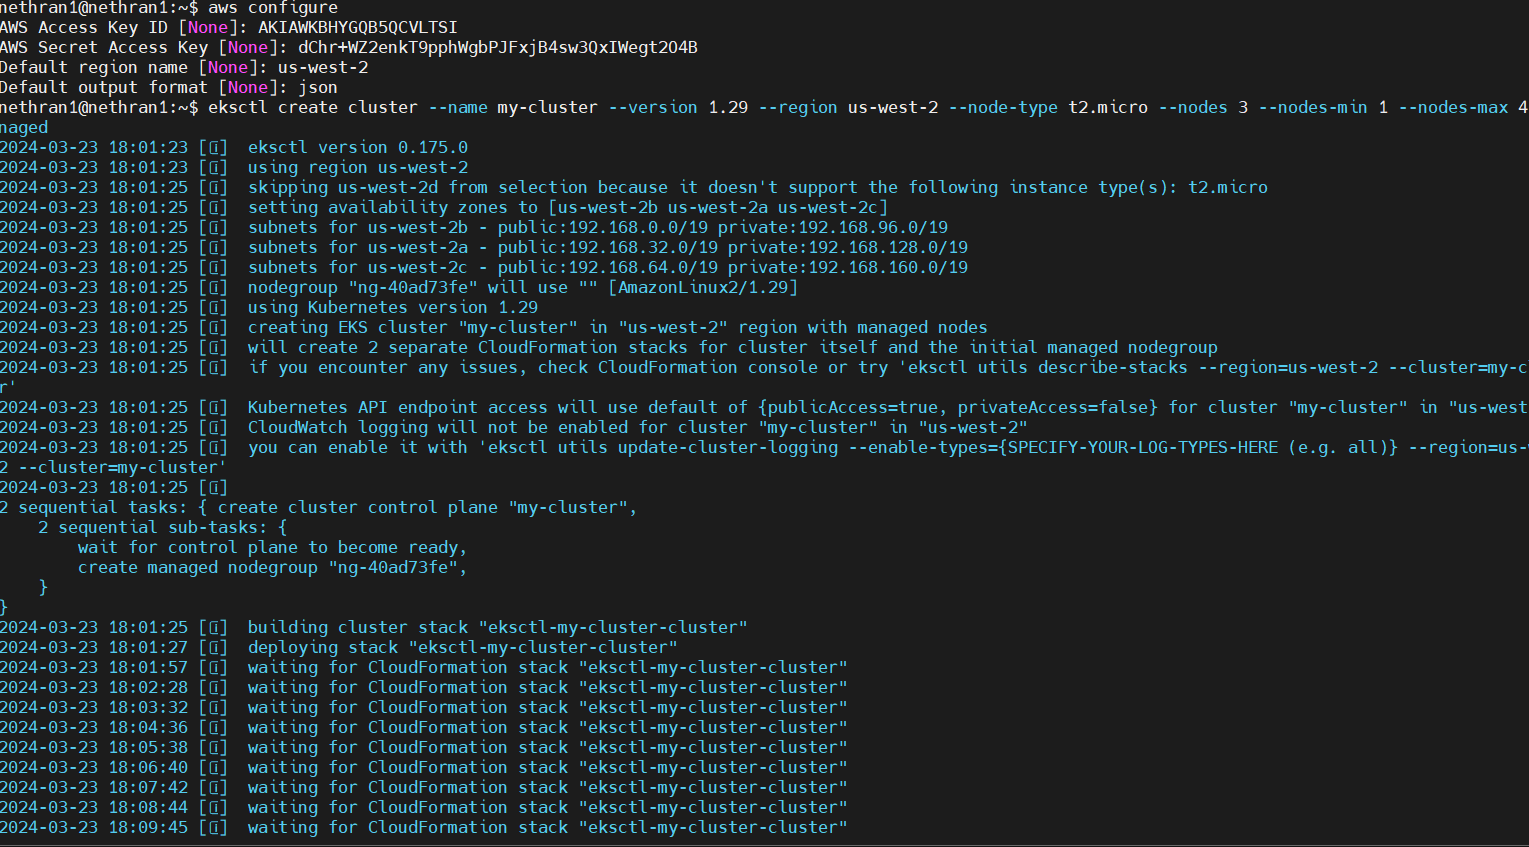 nethran1@nethran1:~$ aws configure
AWS Access Key ID [None]: AKIAWKBHYGQB5QCVLTSI
AWS Secret Access Key [None]: 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
Default region name [None]: us-west-2
Default output format [None]: json
nethran1@nethran1:~$ eksctl create cluster --name my-cluster --version 1.29 --region us-west-2 --node-type t2.micro --nodes 3 --nodes-min 1 --nodes-max 4
naged
2024-03-23 18:01:23 [ℹ]  eksctl version 0.175.0
2024-03-23 18:01:23 [ℹ]  using region us-west-2
2024-03-23 18:01:25 [ℹ]  skipping us-west-2d from selection because it doesn't support the following instance type(s): t2.micro
2024-03-23 18:01:25 [ℹ]  setting availability zones to [us-west-2b us-west-2a us-west-2c]
2024-03-23 18:01:25 [ℹ]  subnets for us-west-2b - public:192.168.0.0/19 private:192.168.96.0/19
2024-03-23 18:01:25 [ℹ]  subnets for us-west-2a - public:192.168.32.0/19 private:192.168.128.0/19
2024-03-23 18:01:25 [ℹ]  subnets for us-west-2c - public:192.168.64.0/19 private:192.168.160.0/19
2024-03-23 18:01:25 [ℹ]  nodegroup "ng-40ad73fe" will use "" [AmazonLinux2/1.29]
2024-03-23 18:01:25 [ℹ]  using Kubernetes version 1.29
2024-03-23 18:01:25 [ℹ]  creating EKS cluster "my-cluster" in "us-west-2" region with managed nodes
2024-03-23 18:01:25 [ℹ]  will create 2 separate CloudFormation stacks for cluster itself and the initial managed nodegroup
2024-03-23 18:01:25 [ℹ]  if you encounter any issues, check CloudFormation console or try 'eksctl utils describe-stacks --region=us-west-2 --cluster=my-c
r'
2024-03-23 18:01:25 [ℹ]  Kubernetes API endpoint access will use default of {publicAccess=true, privateAccess=false} for cluster "my-cluster" in "us-west
2024-03-23 18:01:25 [ℹ]  CloudWatch logging will not be enabled for cluster "my-cluster" in "us-west-2"
2024-03-23 18:01:25 [ℹ]  you can enable it with 'eksctl utils update-cluster-logging --enable-types={SPECIFY-YOUR-LOG-TYPES-HERE (e.g. all)} --region=us-
2 --cluster=my-cluster'
2024-03-23 18:01:25 [ℹ]
2 sequential tasks: { create cluster control plane "my-cluster",
    2 sequential sub-tasks: {
        wait for control plane to become ready,
        create managed nodegroup "ng-40ad73fe",
    }
}
2024-03-23 18:01:25 [ℹ]  building cluster stack "eksctl-my-cluster-cluster"
2024-03-23 18:01:27 [ℹ]  deploying stack "eksctl-my-cluster-cluster"
2024-03-23 18:01:57 [ℹ]  waiting for CloudFormation stack "eksctl-my-cluster-cluster"
2024-03-23 18:02:28 [ℹ]  waiting for CloudFormation stack "eksctl-my-cluster-cluster"
2024-03-23 18:03:32 [ℹ]  waiting for CloudFormation stack "eksctl-my-cluster-cluster"
2024-03-23 18:04:36 [ℹ]  waiting for CloudFormation stack "eksctl-my-cluster-cluster"
2024-03-23 18:05:38 [ℹ]  waiting for CloudFormation stack "eksctl-my-cluster-cluster"
2024-03-23 18:06:40 [ℹ]  waiting for CloudFormation stack "eksctl-my-cluster-cluster"
2024-03-23 18:07:42 [ℹ]  waiting for CloudFormation stack "eksctl-my-cluster-cluster"
2024-03-23 18:08:44 [ℹ]  waiting for CloudFormation stack "eksctl-my-cluster-cluster"
2024-03-23 18:09:45 [ℹ]  waiting for CloudFormation stack "eksctl-my-cluster-cluster"